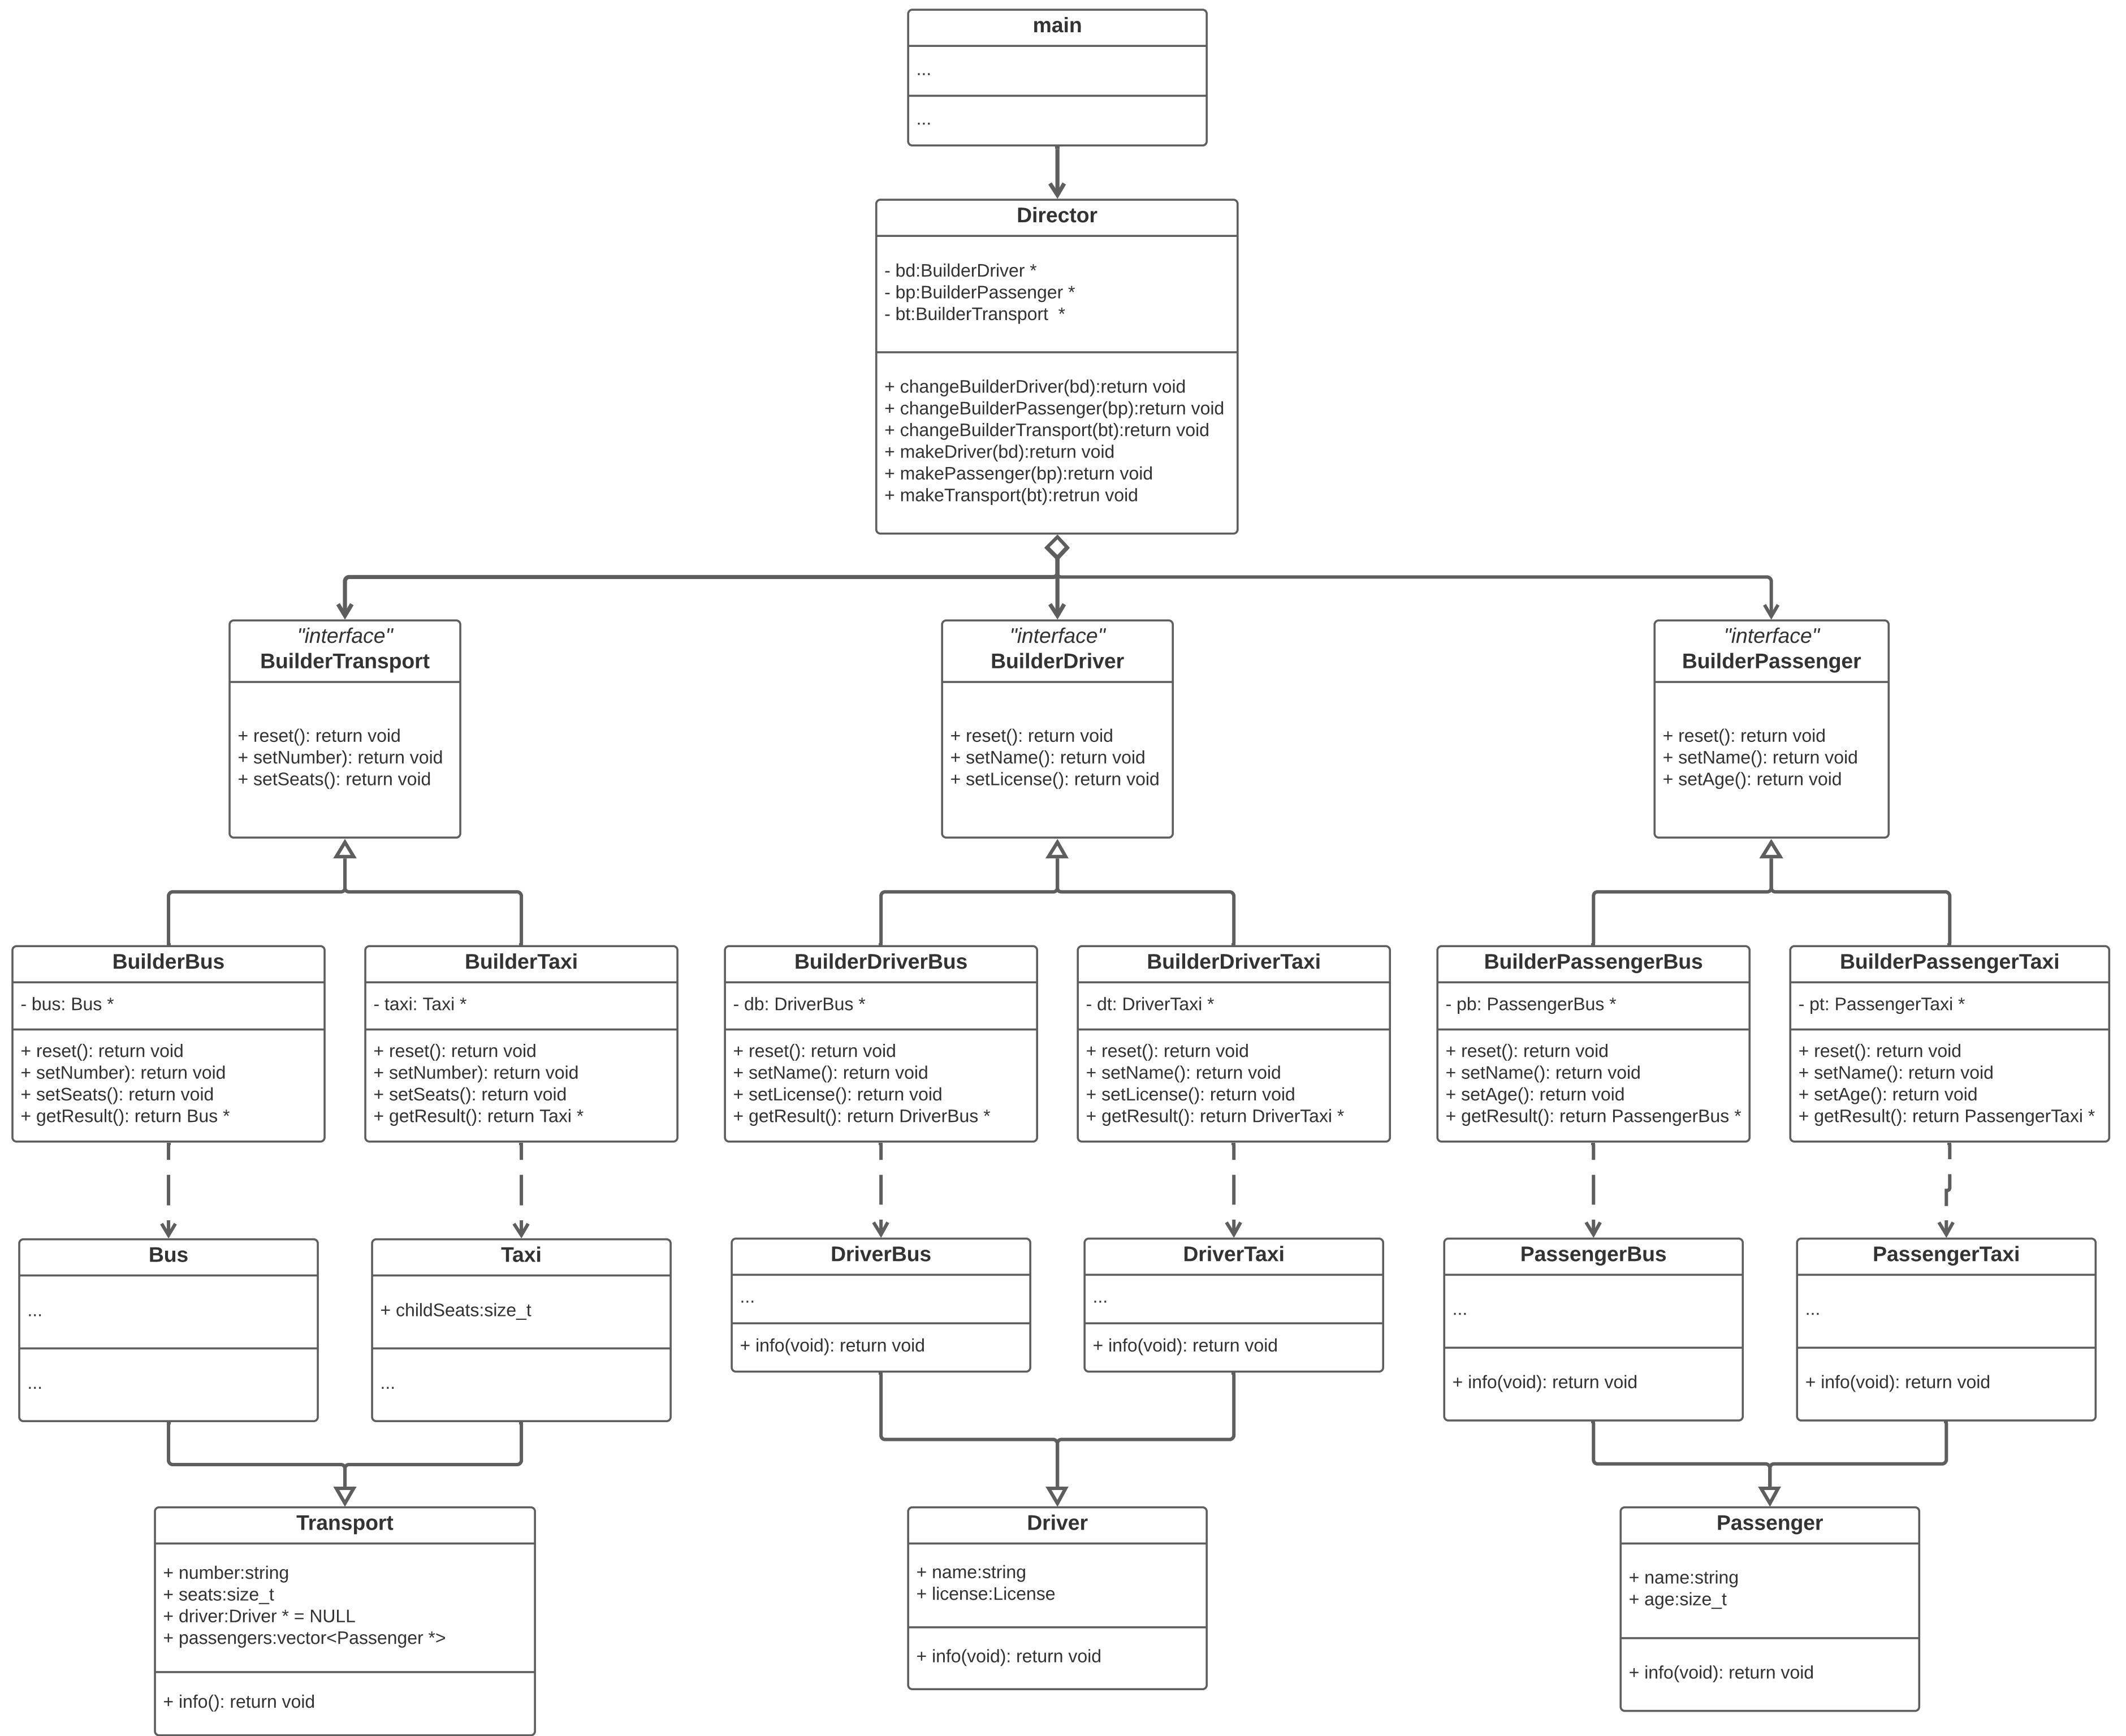 main
...
...
Director
- bd:BuilderDriver *
- bp:BuilderPassenger *
- bt:BuilderTransport  *
+ changeBuilderDriver(bd):return void
+ changeBuilderPassenger(bp):return void
+ changeBuilderTransport(bt):return void
+ makeDriver(bd):return void
+ makePassenger(bp):return void
+ makeTransport(bt):retrun void
"interface"
BuilderTransport
+ reset(): return void
+ setNumber): return void
+ setSeats(): return void
"interface"
BuilderDriver
+ reset(): return void
+ setName(): return void
+ setLicense(): return void
"interface"
BuilderPassenger
+ reset(): return void
+ setName(): return void
+ setAge(): return void
BuilderBus
- bus: Bus *
+ reset(): return void
+ setNumber): return void
+ setSeats(): return void
+ getResult(): return Bus *
BuilderTaxi
- taxi: Taxi *
+ reset(): return void
+ setNumber): return void
+ setSeats(): return void
+ getResult(): return Taxi *
BuilderDriverBus
- db: DriverBus *
+ reset(): return void
+ setName(): return void
+ setLicense(): return void
+ getResult(): return DriverBus *
BuilderDriverTaxi
- dt: DriverTaxi *
+ reset(): return void
+ setName(): return void
+ setLicense(): return void
+ getResult(): return DriverTaxi *
BuilderPassengerBus
- pb: PassengerBus *
+ reset(): return void
+ setName(): return void
+ setAge(): return void
+ getResult(): return PassengerBus *
BuilderPassengerTaxi
- pt: PassengerTaxi *
+ reset(): return void
+ setName(): return void
+ setAge(): return void
+ getResult(): return PassengerTaxi *
Bus
...
...
Taxi
+ childSeats:size_t
...
DriverBus
...
+ info(void): return void
DriverTaxi
...
+ info(void): return void
PassengerBus
...
+ info(void): return void
PassengerTaxi
...
+ info(void): return void
Transport
+ number:string
+ seats:size_t
+ driver:Driver * = NULL
+ passengers:vector<Passenger *>
+ info(): return void
Driver
+ name:string
+ license:License
+ info(void): return void
Passenger
+ name:string
+ age:size_t
+ info(void): return void